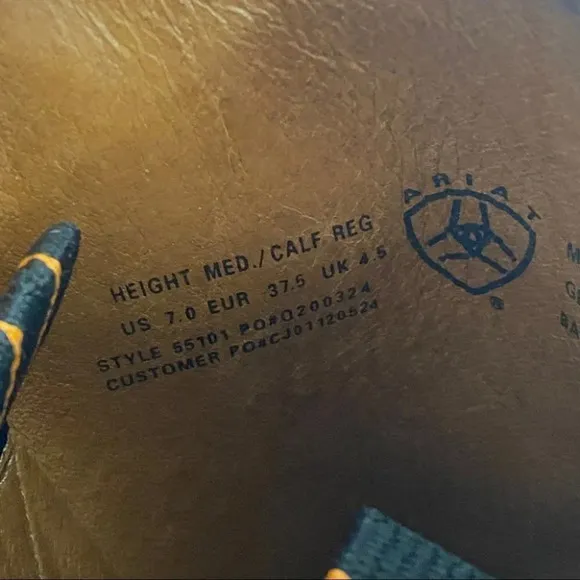 ARIAT
HEIGHT MED./CALF REG
US 7.0 EUR 37.5 UK 4.5
STYLE 55101 PO#Q200324
CUSTOMER PO#CJ01120524
®